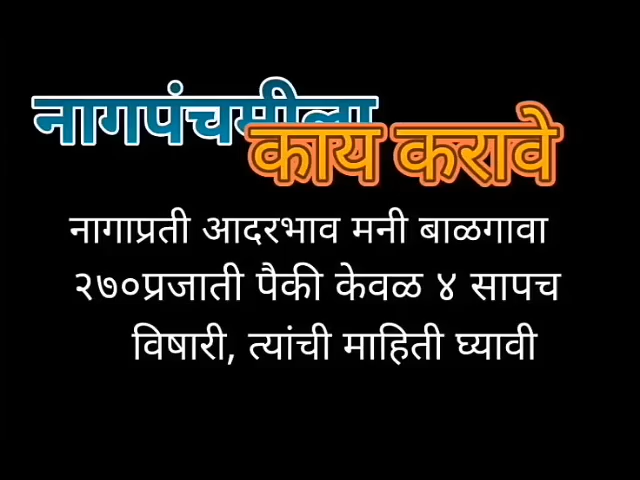 नागपंचमीला
काय करावे
नागाप्रती आदरभाव मनी बाळगावा
२७०प्रजाती पैकी केवळ ४ सापच
विषारी, त्यांची माहिती घ्यावी